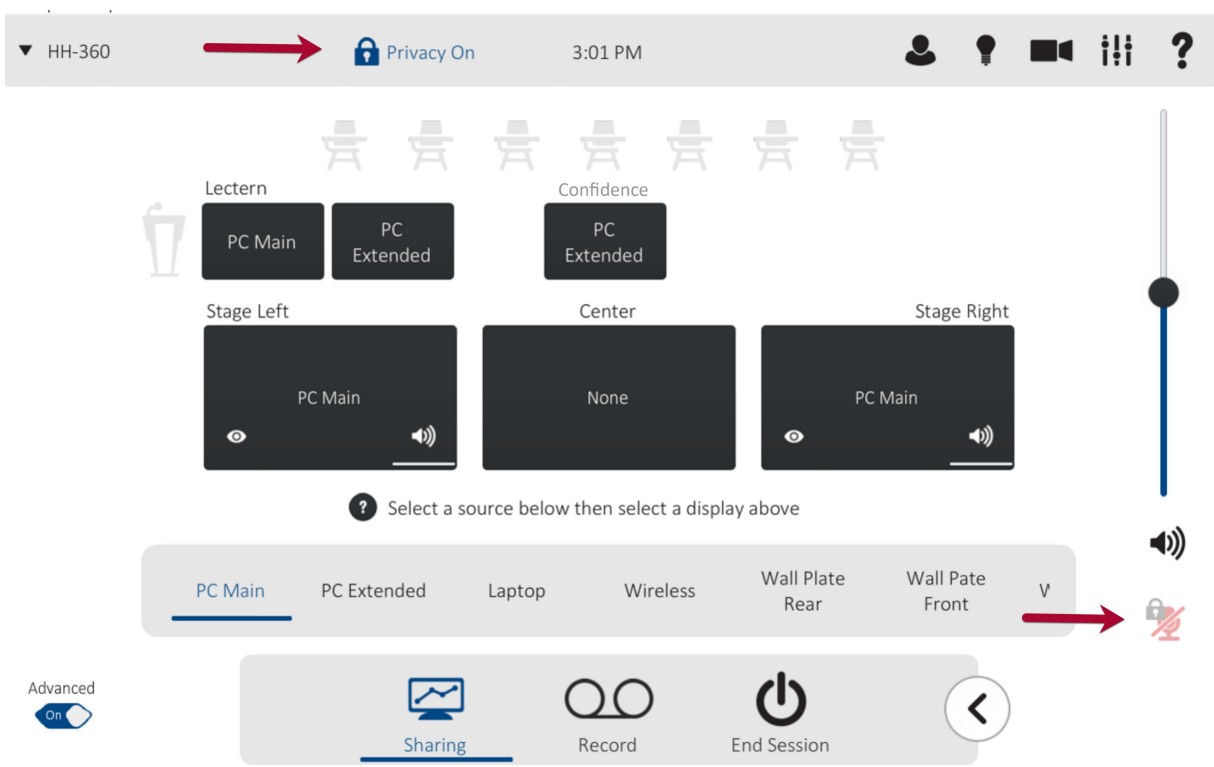 HH-360
Privacy On
3:01 PM
?
Lectern
Confidence
PC Main
PC
Extended
PC
Extended
Stage Left
Center
Stage Right
PC Main
None
PC Main
? Select a source below then select a display above
PC Main
PC Extended
Laptop
Wireless
Wall Plate
Rear
Wall Pate
Front
Advanced
On
Sharing
Record
End Session